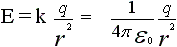 E = k q/r² = 1/4πε₀ q/r²